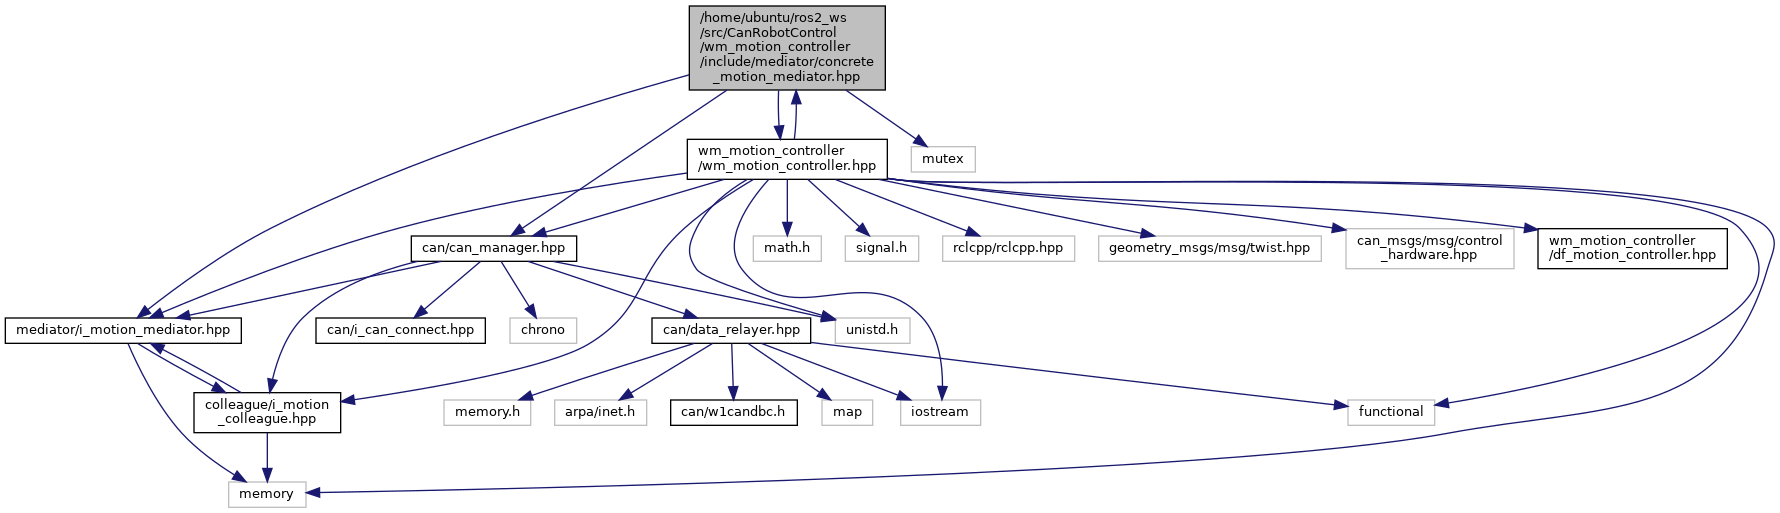 /home/ubuntu/ros2_ws
/src/CanRobotControl
/wm_motion_controller
/include/mediator/concrete
_motion_mediator.hpp
wm_motion_controller
/wm_motion_controller.hpp
mutex
can/can_manager.hpp
math.h
signal.h
rclcpp/rclcpp.hpp
geometry_msgs/msg/twist.hpp
can_msgs/msg/control
_hardware.hpp
wm_motion_controller
/df_motion_controller.hpp
mediator/i_motion_mediator.hpp
can/i_can_connect.hpp
chrono
can/data_relayer.hpp
unistd.h
colleague/i_motion
_colleague.hpp
memory.h
arpa/inet.h
can/w1candbc.h
map
iostream
functional
memory